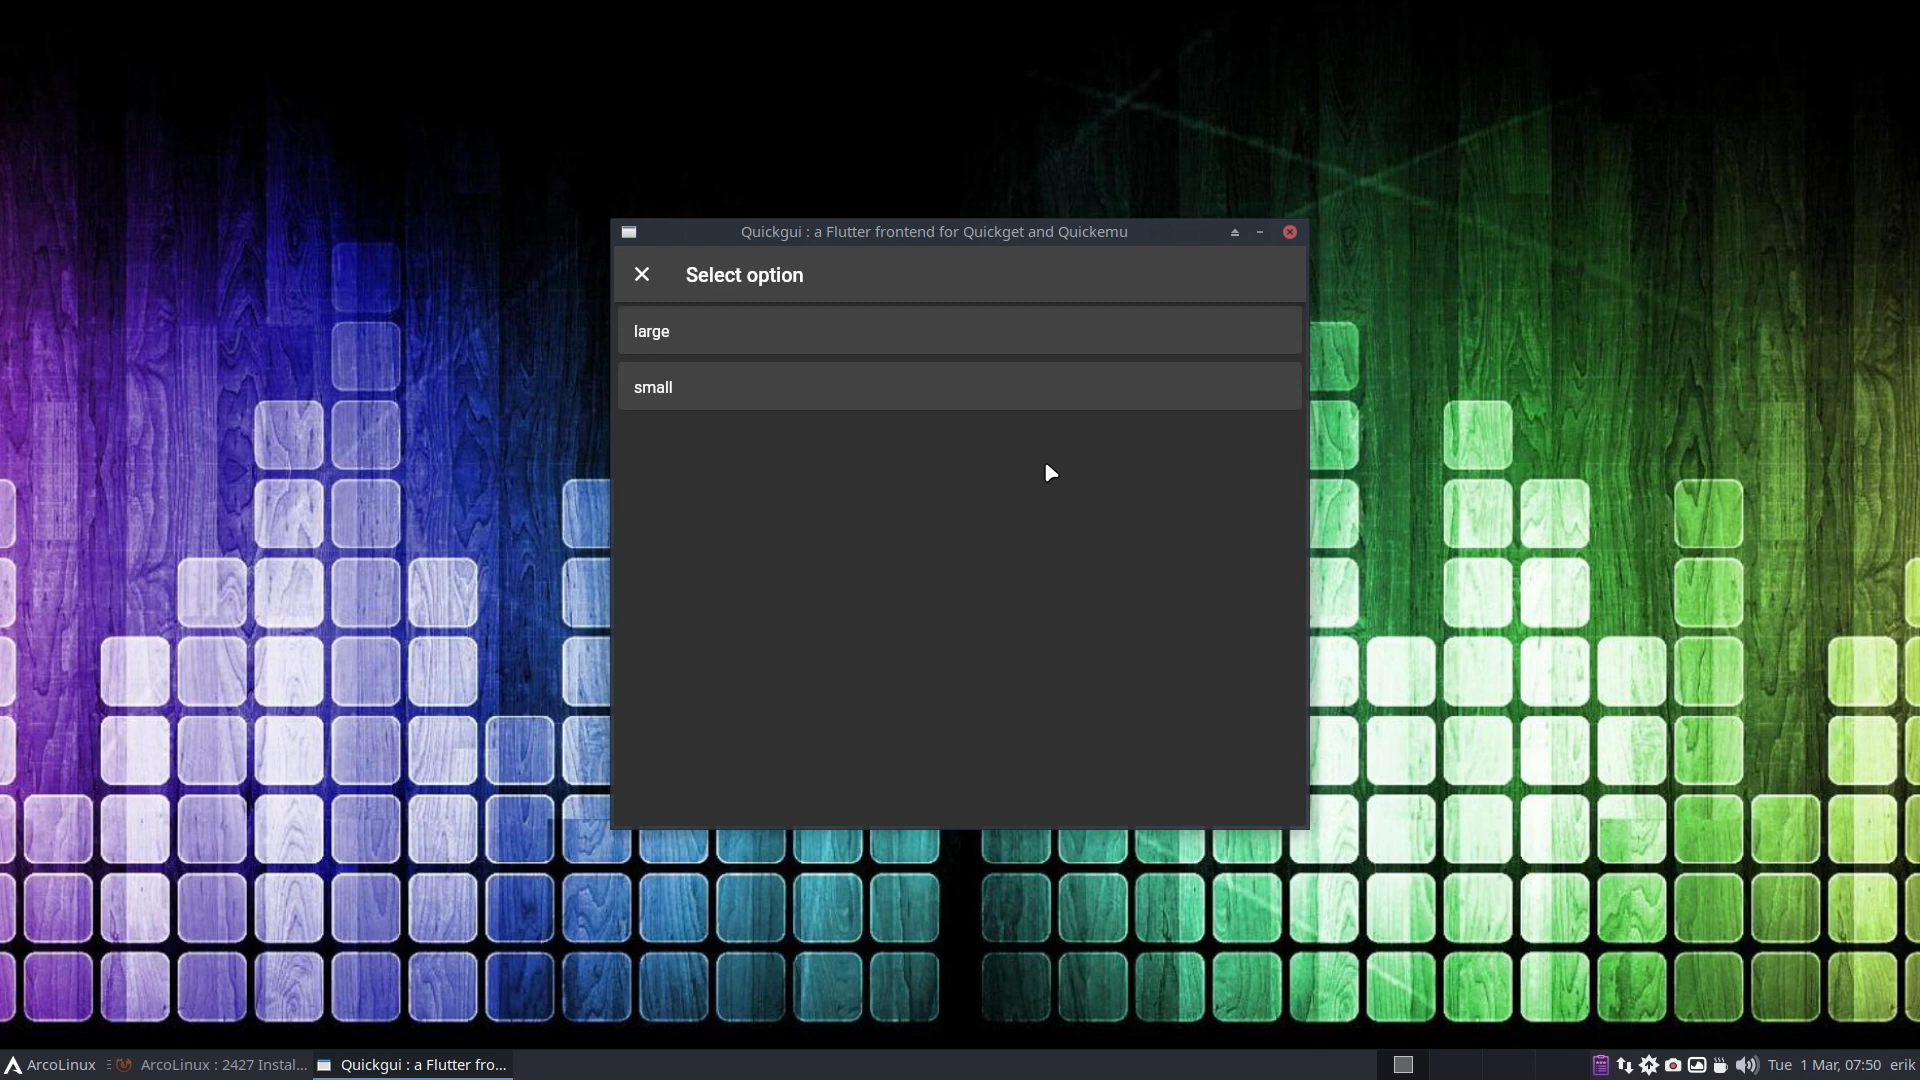 Quickgui : a Flutter frontend for Quickget and Quickemu
Select option
large
small
ArcoLinux
ArcoLinux : 2427 Instal...
Quickgui : a Flutter fro...
Tue 1 Mar, 07:50
erik